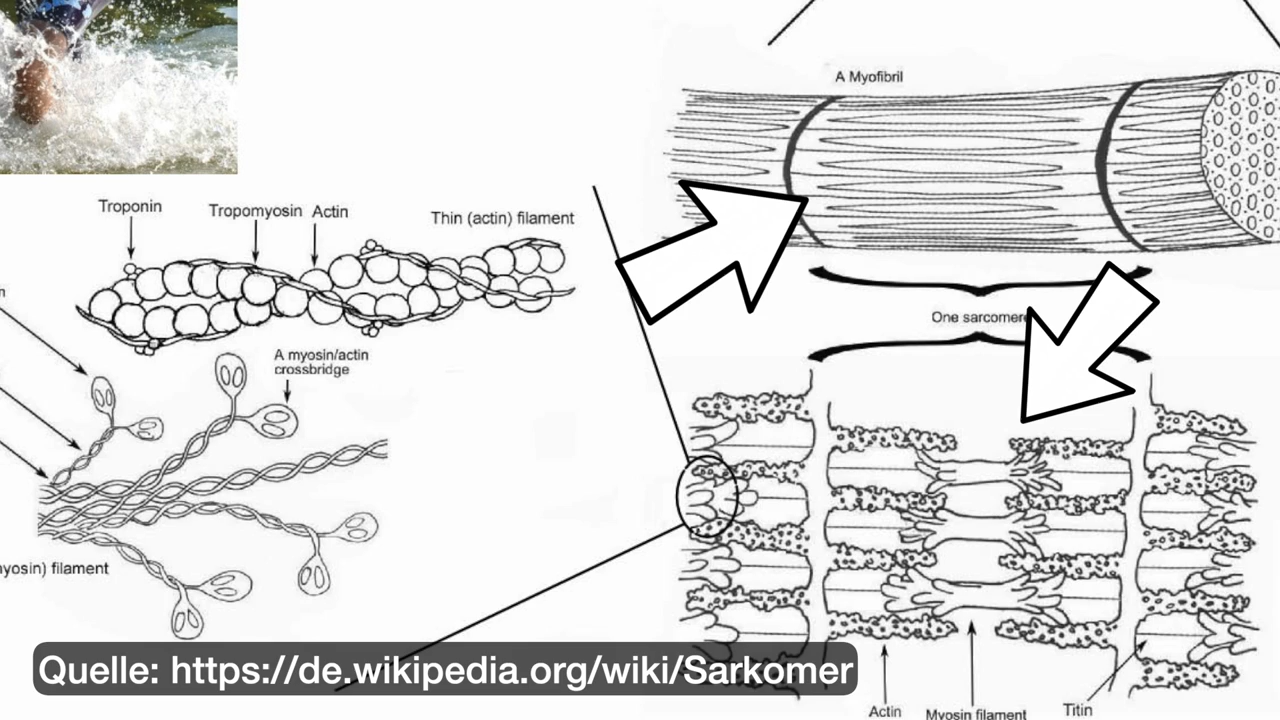 A Myofibril
Troponin
Tropomyosin
Actin
Thin (actin) filament
One sarcomere
A myosin/actin
crossbridge
filament
Quelle: https://de.wikipedia.org/wiki/Sarkomer
Actin
Myosin filament
Titin